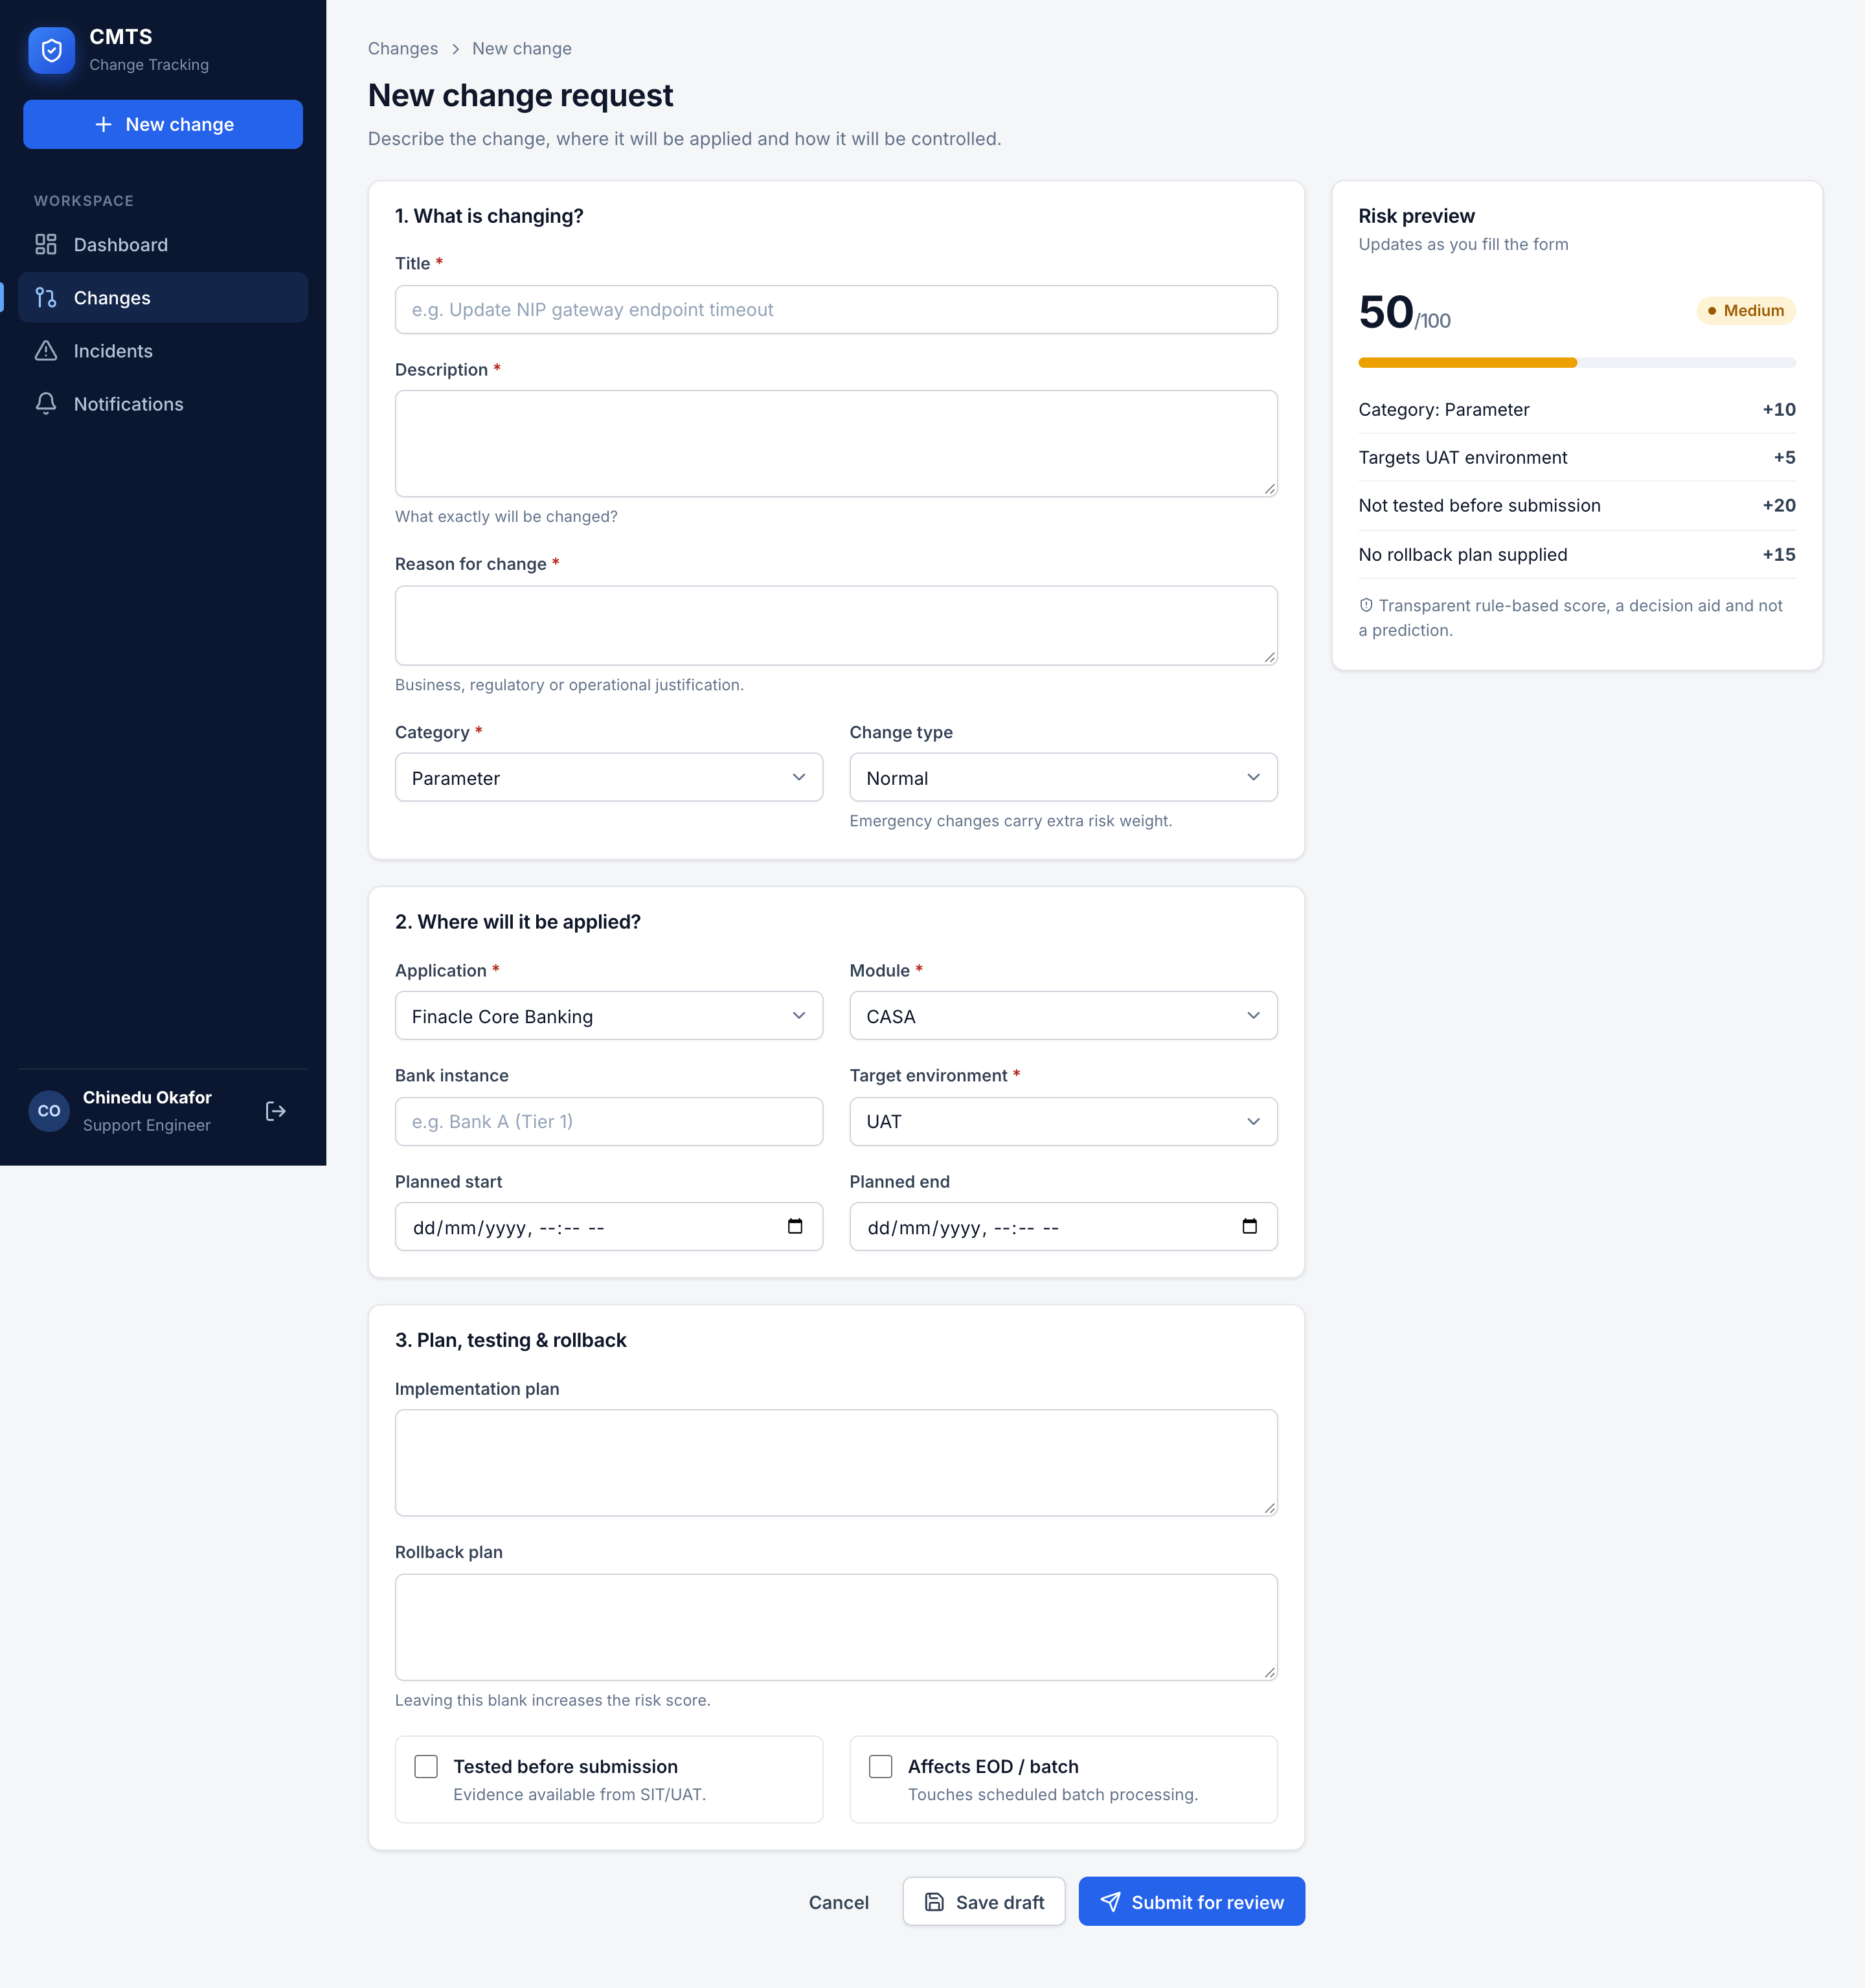 CMTS
Change Tracking
New change
WORKSPACE
Dashboard
Changes
Incidents
Notifications
CO
Chinedu Okafor
Support Engineer
Changes > New change
New change request
Describe the change, where it will be applied and how it will be controlled.
1. What is changing?
Title *
e.g. Update NIP gateway endpoint timeout
Description *
What exactly will be changed?
Reason for change *
Business, regulatory or operational justification.
Category *
Parameter
Change type
Normal
Emergency changes carry extra risk weight.
2. Where will it be applied?
Application *
Finacle Core Banking
Module *
CASA
Bank instance
e.g. Bank A (Tier 1)
Target environment *
UAT
Planned start
dd/mm/yyyy, --:-- --
Planned end
dd/mm/yyyy, --:-- --
3. Plan, testing & rollback
Implementation plan
Rollback plan
Leaving this blank increases the risk score.
Tested before submission
Evidence available from SIT/UAT.
Affects EOD / batch
Touches scheduled batch processing.
Cancel
Save draft
Submit for review
Risk preview
Updates as you fill the form
50/100
Medium
Category: Parameter +10
Targets UAT environment +5
Not tested before submission +20
No rollback plan supplied +15
Transparent rule-based score, a decision aid and not
a prediction.